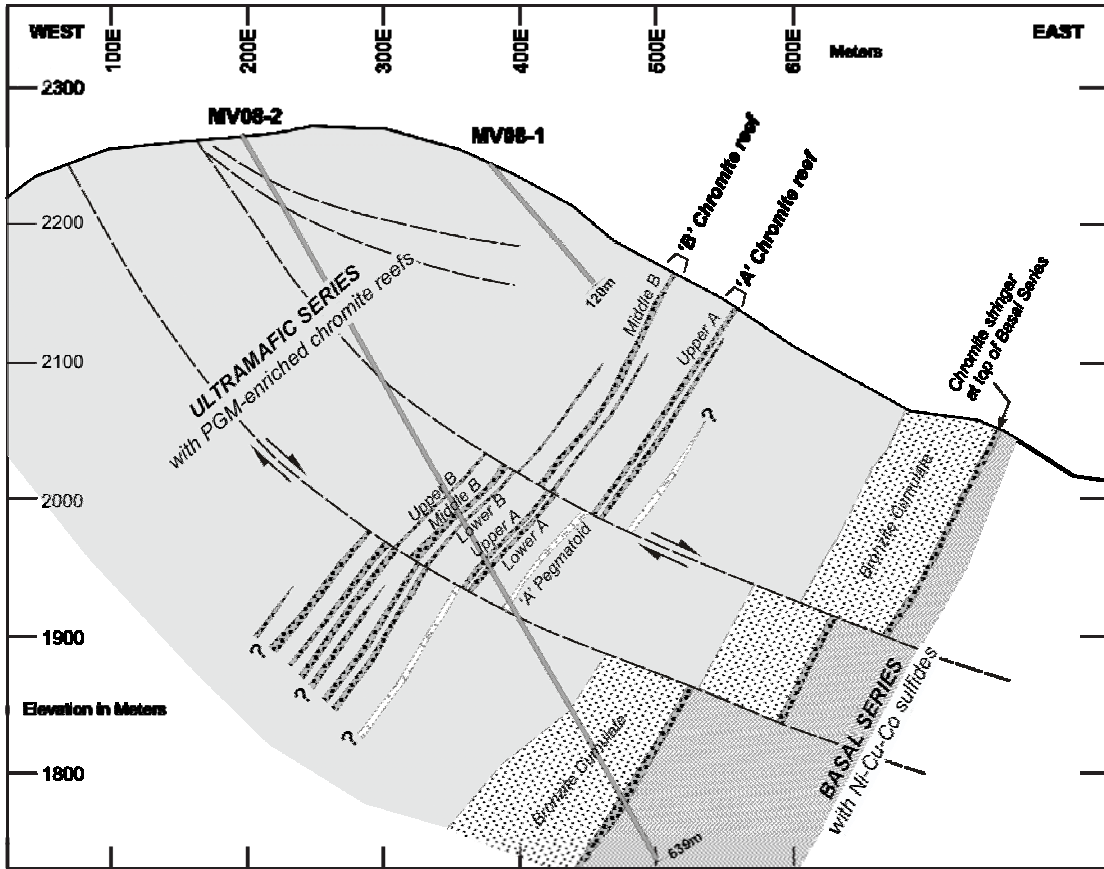 WEST
100E
200E
300E
400E
500E
600E
Meters
EAST
2300
MV08-2
MV08-1
'B' Chromite reef
'A' Chromite reef
2200
120m
Middle B
Upper A
ULTRAMAFIC SERIES
with PGM-enriched chromite reefs
Chromite stringer
at top of Basal Series
2100
?
Bronzite Cumulate
2000
Upper B
Middle B
Lower B
Upper A
Lower A
'A' Pegmatoid
1900
?
?
?
Elevation in Meters
BASAL SERIES
with Ni-Cu-Co sulfides
Bronzite Cumulate
1800
639m